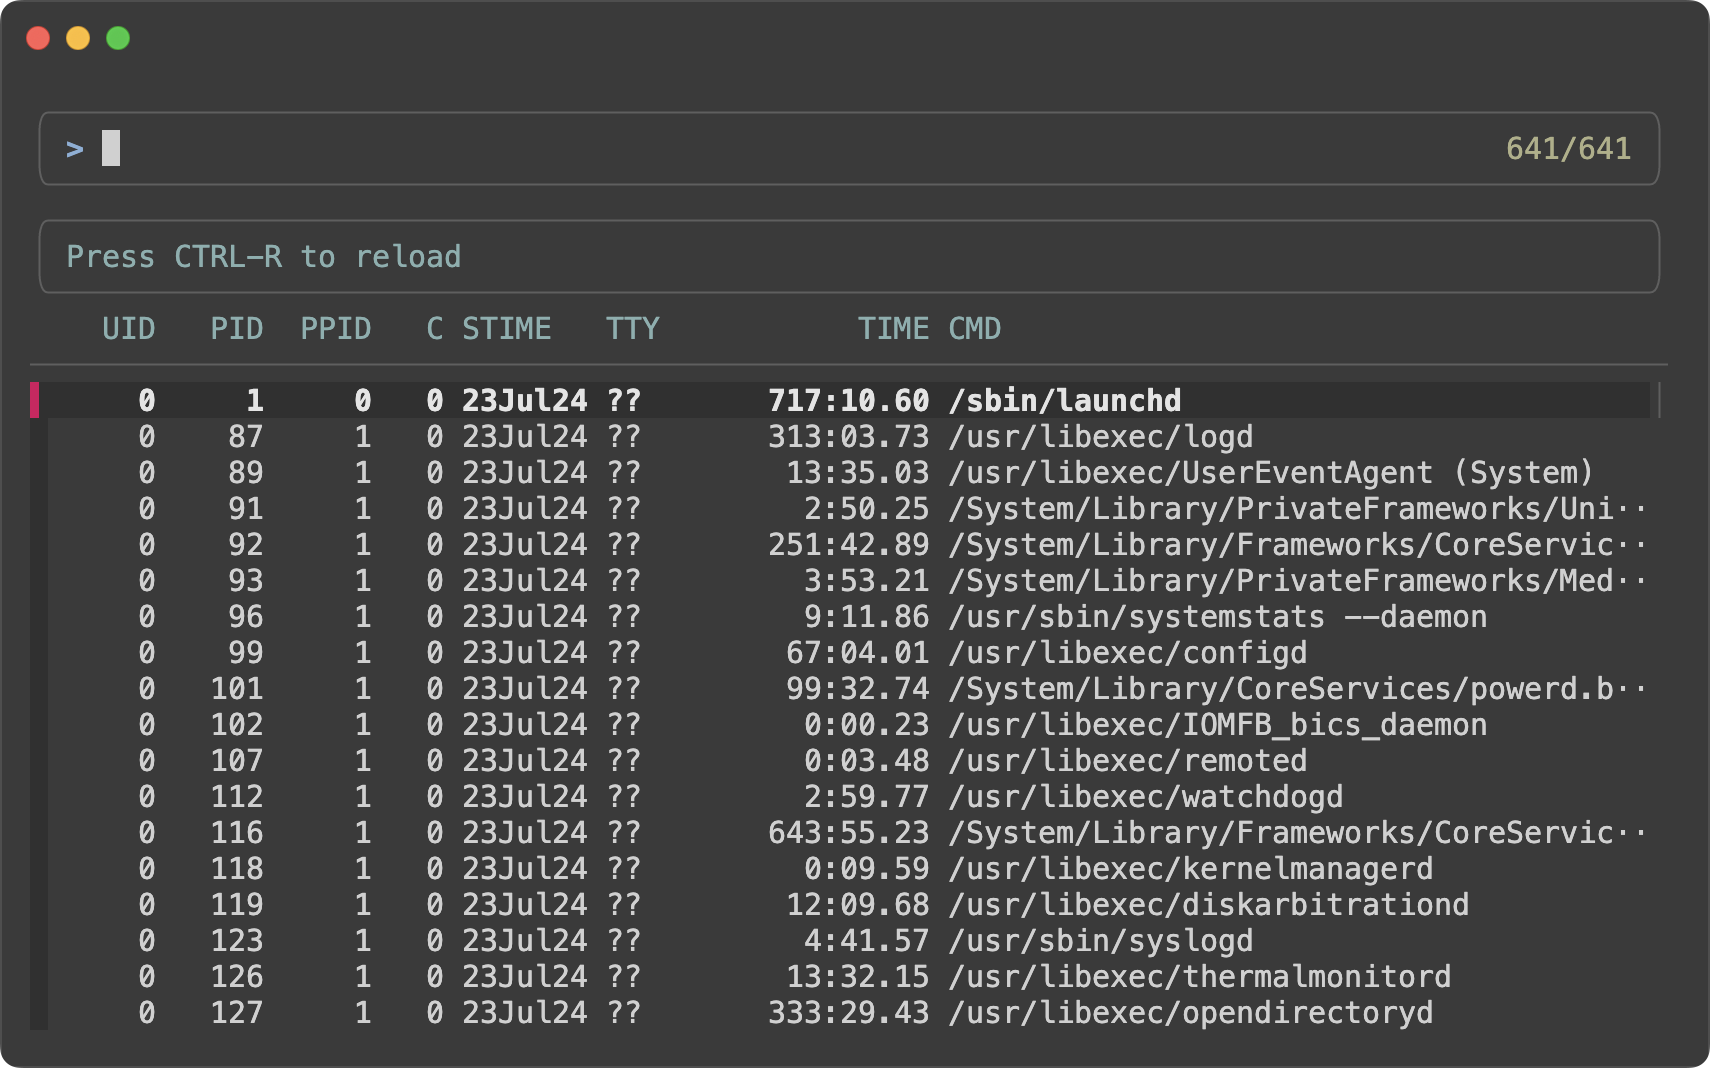 > 641/641
Press CTRL-R to reload
UID PID PPID C STIME TTY TIME CMD
0 1 0 0 23Jul24 ?? 717:10.60 /sbin/launchd
0 87 1 0 23Jul24 ?? 313:03.73 /usr/libexec/logd
0 89 1 0 23Jul24 ?? 13:35.03 /usr/libexec/UserEventAgent (System)
0 91 1 0 23Jul24 ?? 2:50.25 /System/Library/PrivateFrameworks/Uni··
0 92 1 0 23Jul24 ?? 251:42.89 /System/Library/Frameworks/CoreServic··
0 93 1 0 23Jul24 ?? 3:53.21 /System/Library/PrivateFrameworks/Med··
0 96 1 0 23Jul24 ?? 9:11.86 /usr/sbin/systemstats --daemon
0 99 1 0 23Jul24 ?? 67:04.01 /usr/libexec/configd
0 101 1 0 23Jul24 ?? 99:32.74 /System/Library/CoreServices/powerd.b··
0 102 1 0 23Jul24 ?? 0:00.23 /usr/libexec/IOMFB_bics_daemon
0 107 1 0 23Jul24 ?? 0:03.48 /usr/libexec/remoted
0 112 1 0 23Jul24 ?? 2:59.77 /usr/libexec/watchdogd
0 116 1 0 23Jul24 ?? 643:55.23 /System/Library/Frameworks/CoreServic··
0 118 1 0 23Jul24 ?? 0:09.59 /usr/libexec/kernelmanagerd
0 119 1 0 23Jul24 ?? 12:09.68 /usr/libexec/diskarbitrationd
0 123 1 0 23Jul24 ?? 4:41.57 /usr/sbin/syslogd
0 126 1 0 23Jul24 ?? 13:32.15 /usr/libexec/thermalmonitord
0 127 1 0 23Jul24 ?? 333:29.43 /usr/libexec/opendirectoryd